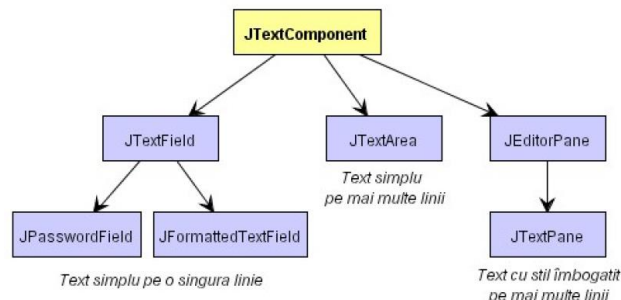 JTextComponent
JTextField
JTextArea
JEditorPane
Text simplu
pe mai multe linii
JPasswordField
JFormattedTextField
JTextPane
Text simplu pe o singura linie
Text cu stil îmbogatit
pe mai multe linii